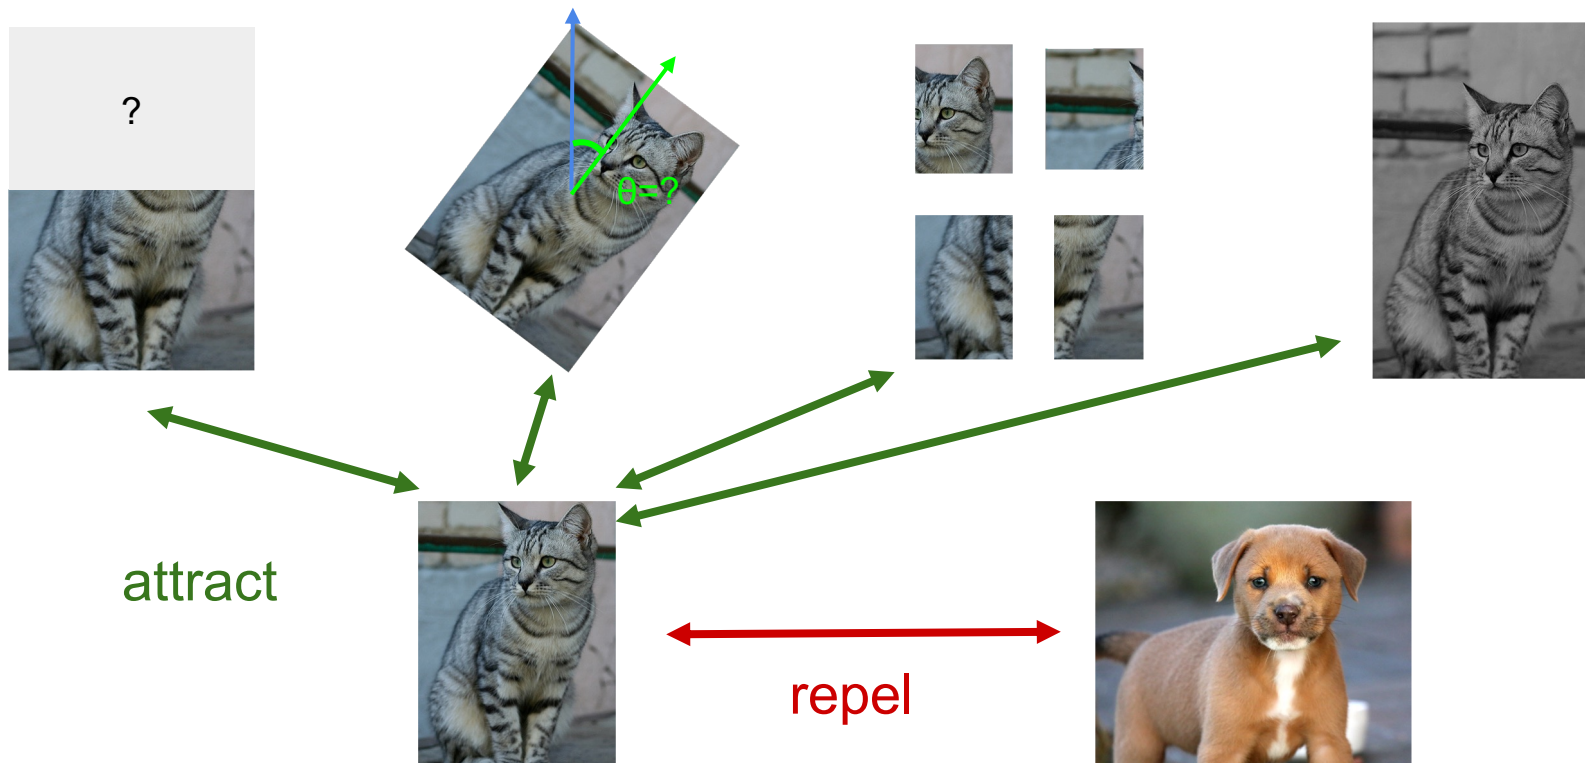 ?
θ=?
attract
repel